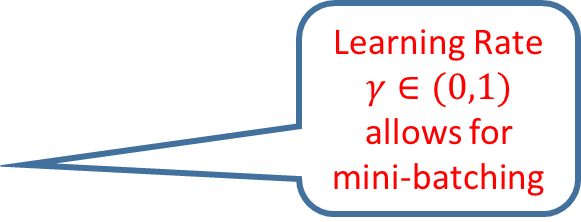 Learning Rate
γ ∈ (0,1)
allows for
mini-batching